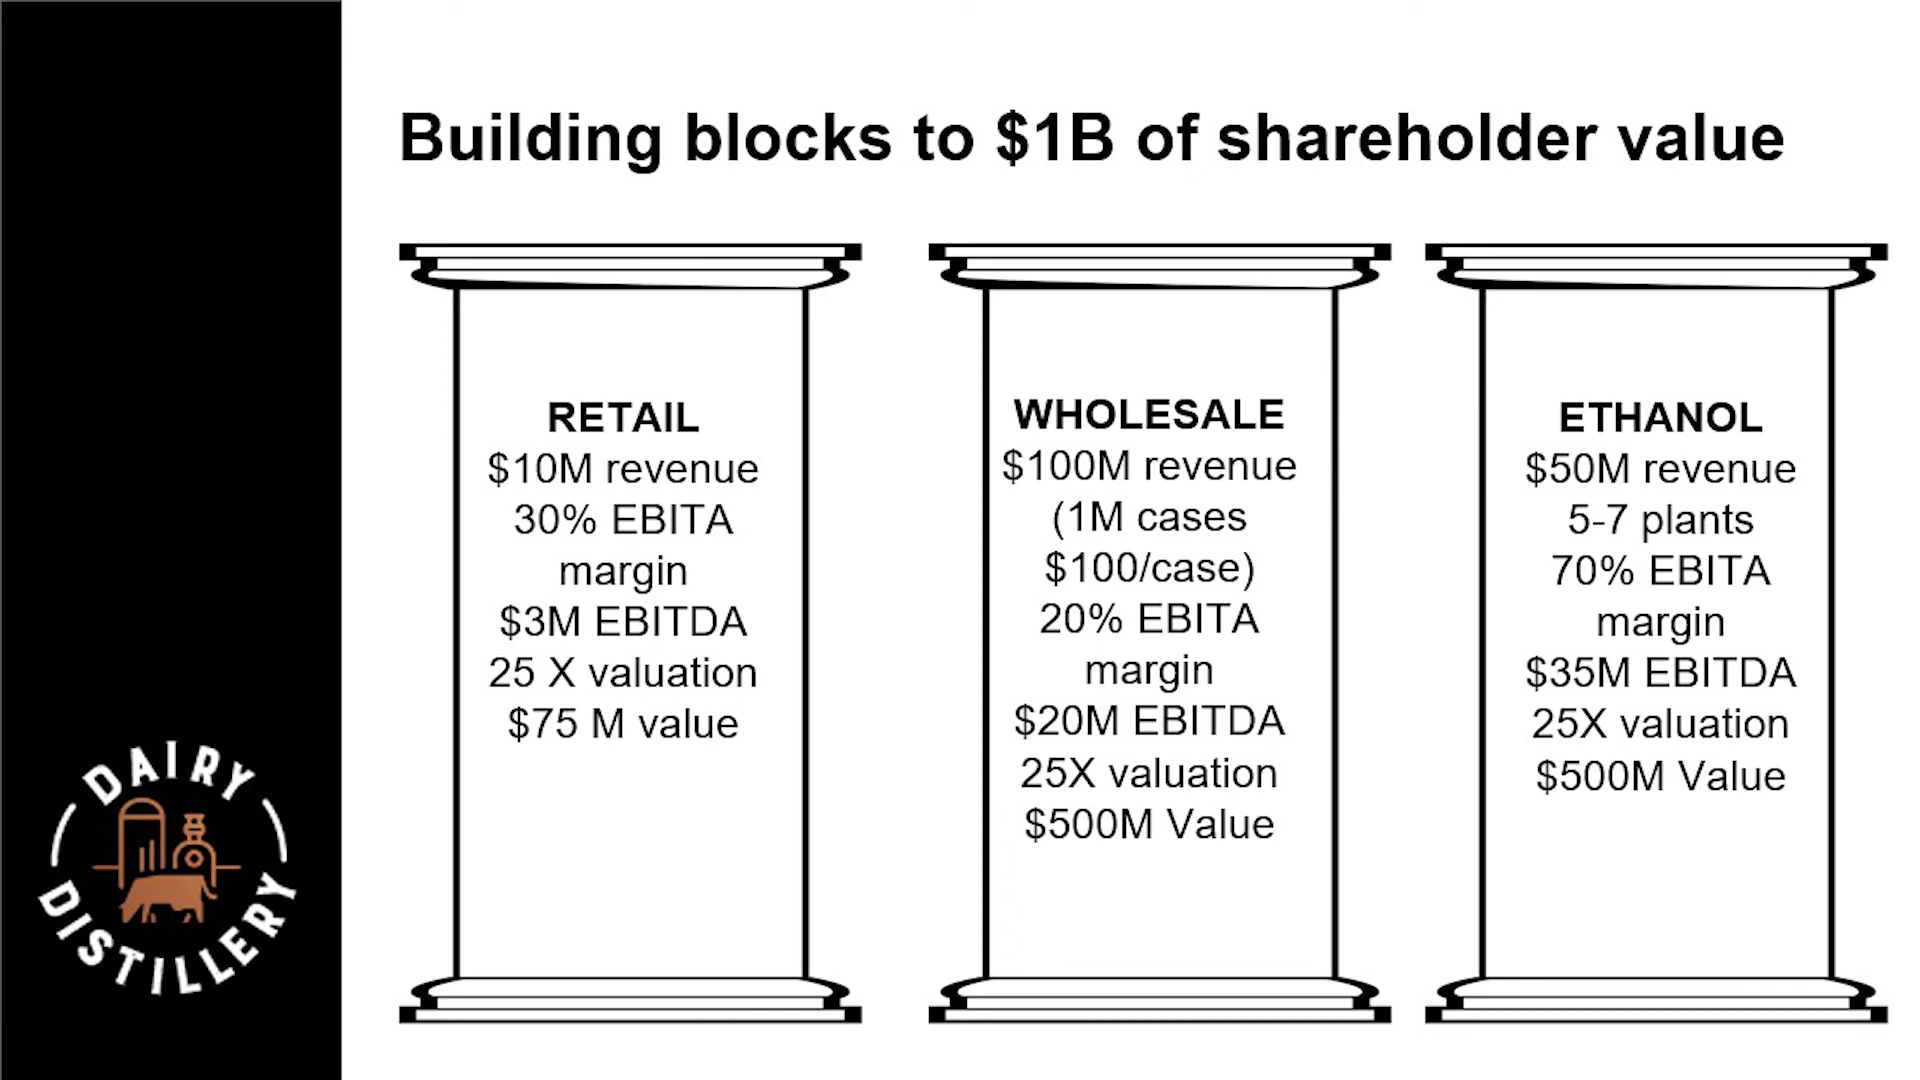 Building blocks to $1B of shareholder value
RETAIL
$10M revenue
30% EBITA
margin
$3M EBITDA
25 X valuation
$75 M value
WHOLESALE
$100M revenue
(1M cases
$100/case)
20% EBITA
margin
$20M EBITDA
25X valuation
$500M Value
ETHANOL
$50M revenue
5-7 plants
70% EBITA
margin
$35M EBITDA
25X valuation
$500M Value
DAIRY
DISTILLERY